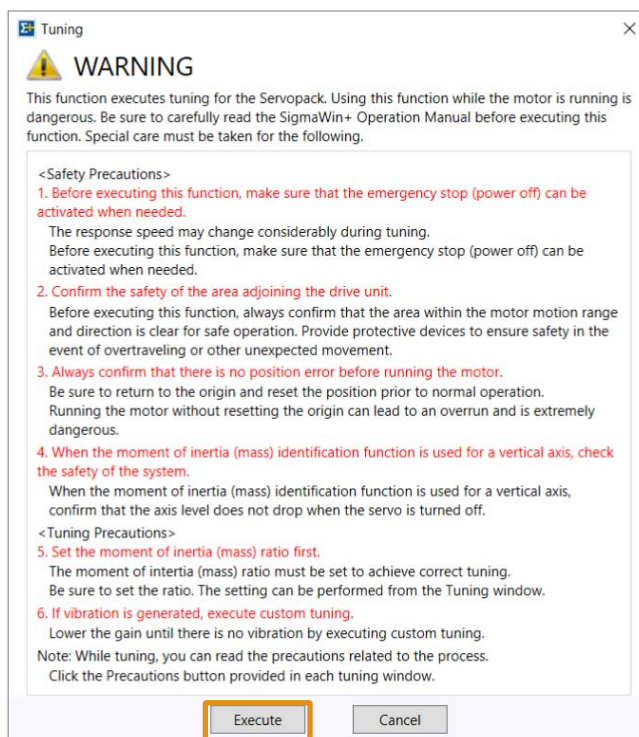 Tuning
WARNING
This function executes tuning for the Servopack. Using this function while the motor is running is
dangerous. Be sure to carefully read the SigmaWin+ Operation Manual before executing this
function. Special care must be taken for the following.
<Safety Precautions>
1. Before executing this function, make sure that the emergency stop (power off) can be
activated when needed.
The response speed may change considerably during tuning.
Before executing this function, make sure that the emergency stop (power off) can be
activated when needed.
2. Confirm the safety of the area adjoining the drive unit.
Before executing this function, always confirm that the area within the motor motion range
and direction is clear for safe operation. Provide protective devices to ensure safety in the
event of overtraveling or other unexpected movement.
3. Always confirm that there is no position error before running the motor.
Be sure to return to the origin and reset the position prior to normal operation.
Running the motor without resetting the origin can lead to an overrun and is extremely
dangerous.
4. When the moment of inertia (mass) identification function is used for a vertical axis, check
the safety of the system.
When the moment of inertia (mass) identification function is used for a vertical axis,
confirm that the axis level does not drop when the servo is turned off.
<Tuning Precautions>
5. Set the moment of inertia (mass) ratio first.
The moment of intertia (mass) ratio must be set to achieve correct tuning.
Be sure to set the ratio. The setting can be performed from the Tuning window.
6. If vibration is generated, execute custom tuning.
Lower the gain until there is no vibration by executing custom tuning.
Note: While tuning, you can read the precautions related to the process.
Click the Precautions button provided in each tuning window.
Execute Cancel